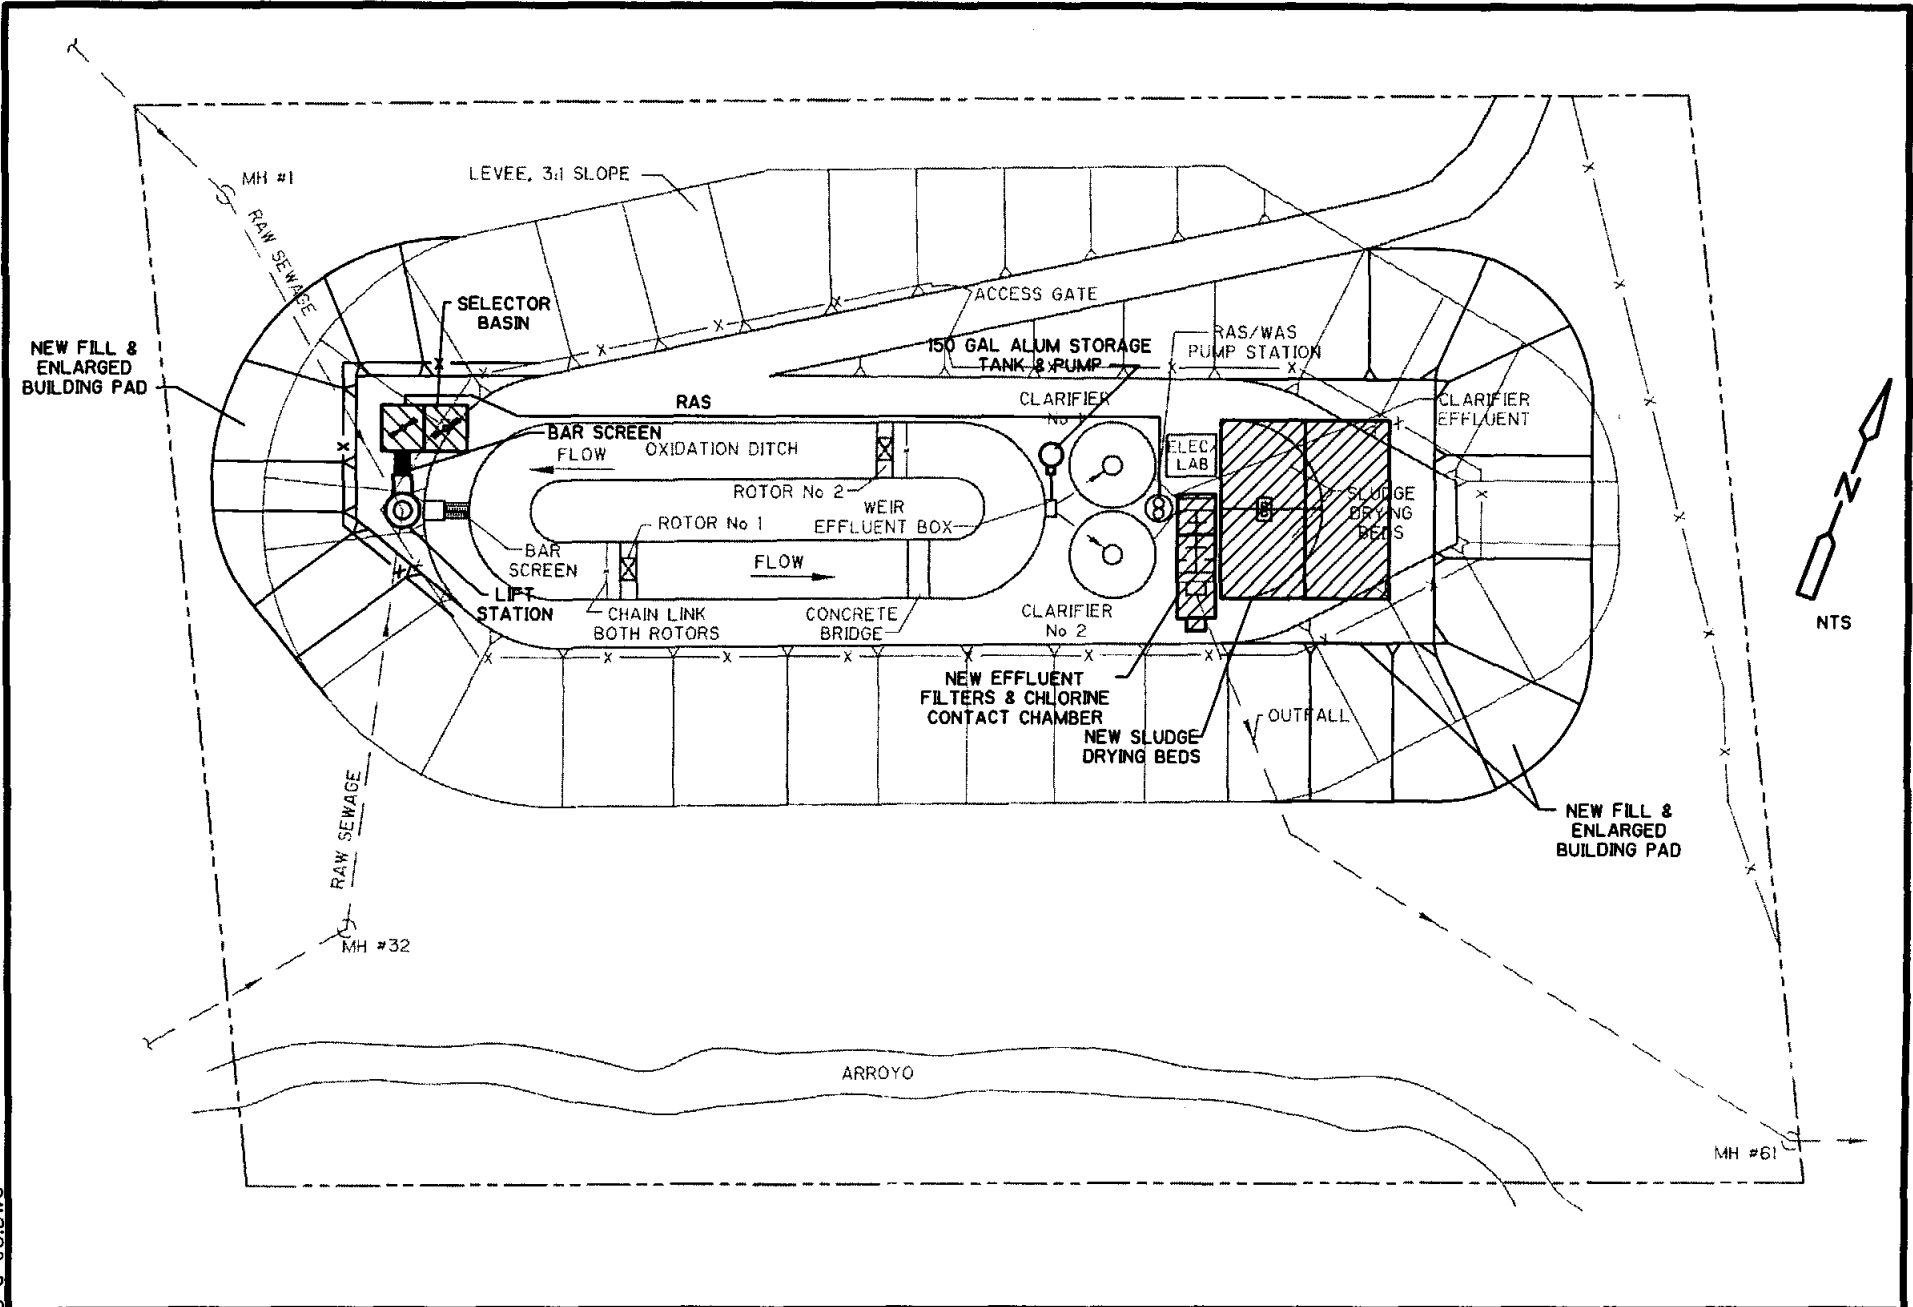 MH #1
LEVEE, 3:1 SLOPE
RAW SEWAGE
SELECTOR
BASIN
ACCESS GATE
NEW FILL &
ENLARGED
BUILDING PAD
150 GAL ALUM STORAGE
TANK & PUMP
RAS/WAS
PUMP STATION
RAS
CLARIFIER
CLARIFIER
EFFLUENT
BAR SCREEN
FLOW
OXIDATION DITCH
ELEC/
LAB
ROTOR No 2
WEIR
EFFLUENT BOX
SLUDGE
DRYING
BEDS
ROTOR No 1
BAR
SCREEN
FLOW
LIFT
STATION
CHAIN LINK
BOTH ROTORS
CONCRETE
BRIDGE
CLARIFIER
No 2
N
NTS
NEW EFFLUENT
FILTERS & CHLORINE
CONTACT CHAMBER
NEW SLUDGE
DRYING BEDS
OUTFALL
RAW SEWAGE
NEW FILL &
ENLARGED
BUILDING PAD
MH #32
ARROYO
MH #61